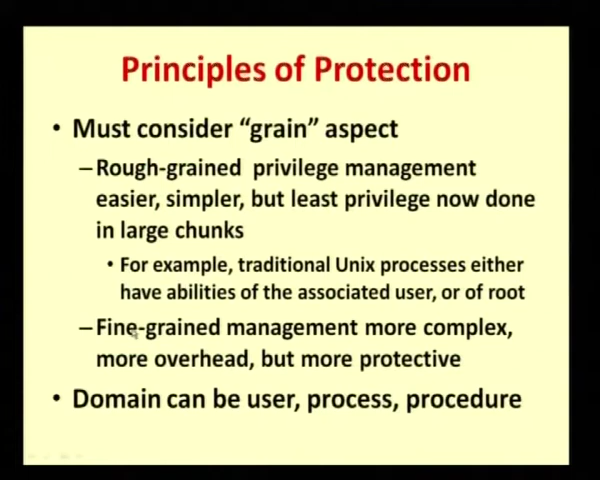 Principles of Protection
• Must consider “grain” aspect
– Rough-grained privilege management
easier, simpler, but least privilege now done
in large chunks
• For example, traditional Unix processes either
have abilities of the associated user, or of root
– Fine-grained management more complex,
more overhead, but more protective
• Domain can be user, process, procedure